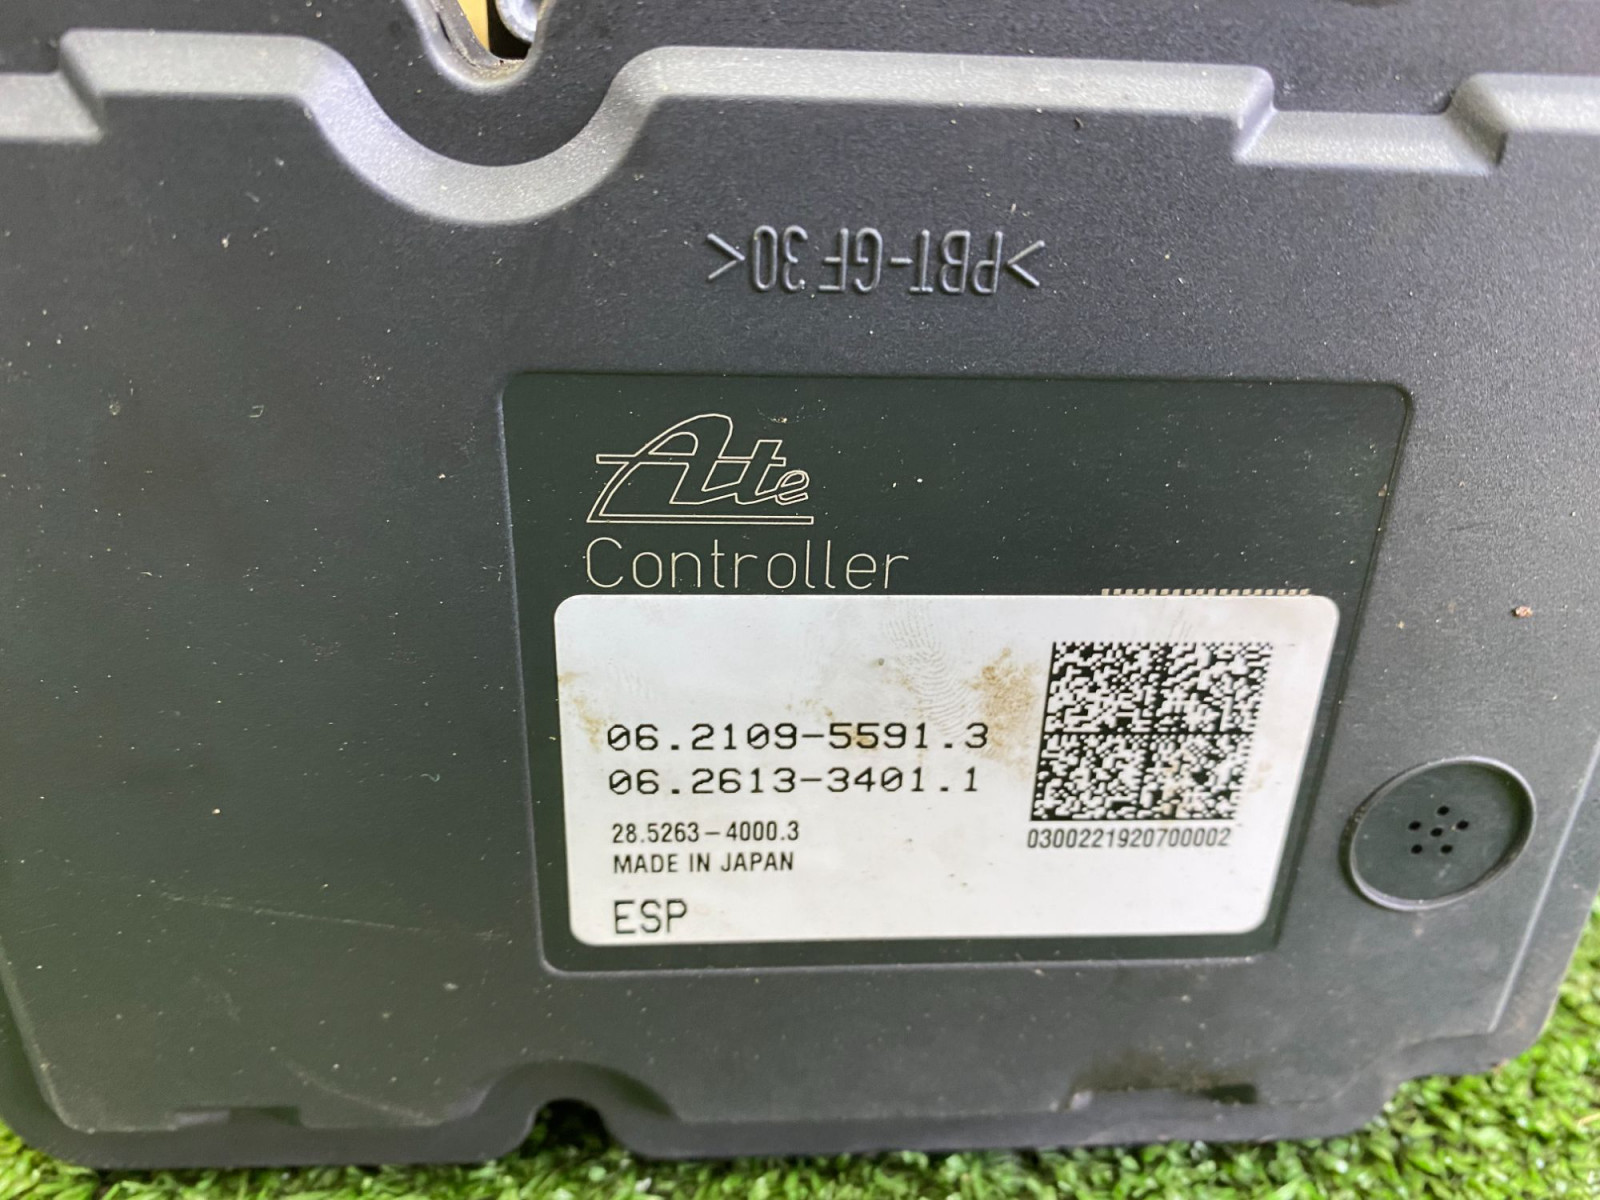 >PBT-GF30<
Ate
Controller
06.2109-5591.3
06.2613-3401.1
28.5263-4000.3
MADE IN JAPAN
ESP
0300221920700002